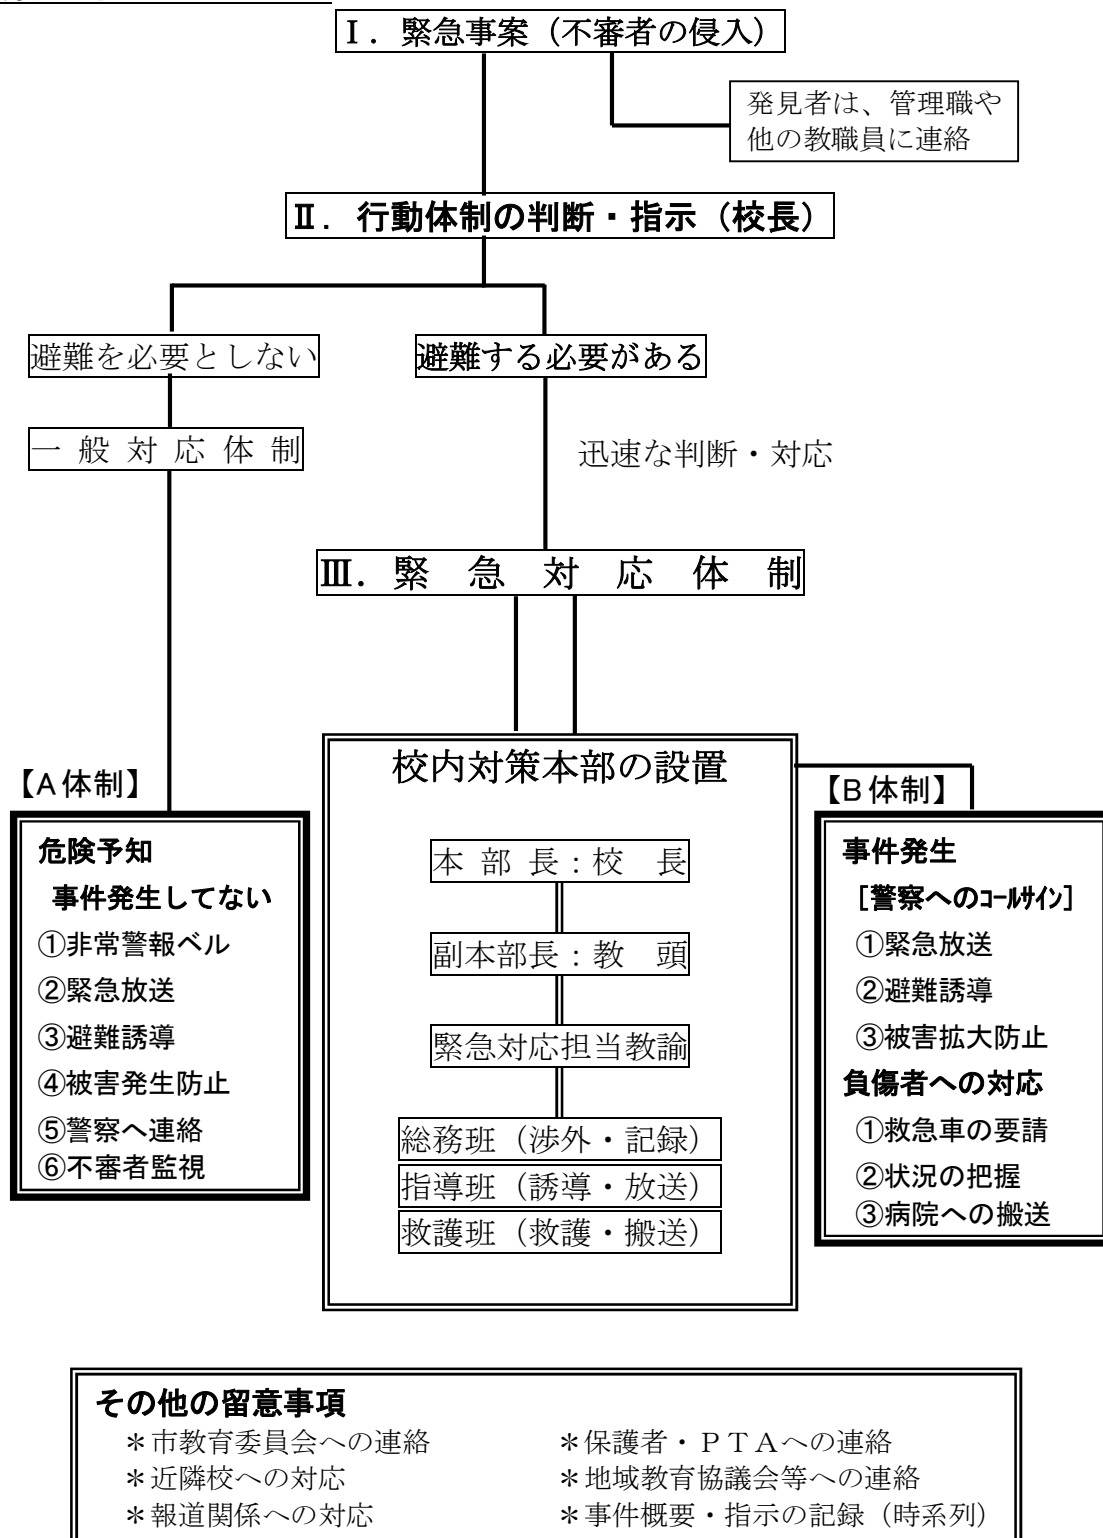 Ⅰ．緊急事案（不審者の侵入）
発見者は、管理職や
他の教職員に連絡
Ⅱ．行動体制の判断・指示（校長）
避難を必要としない
避難する必要がある
一般対応体制
迅速な判断・対応
Ⅲ．緊急対応体制
【A体制】
危険予知
事件発生してない
①非常警報ベル
②緊急放送
③避難誘導
④被害発生防止
⑤警察へ連絡
⑥不審者監視
校内対策本部の設置
本部長：校　長
副本部長：教　頭
緊急対応担当教諭
総務班（渉外・記録）
指導班（誘導・放送）
救護班（救護・搬送）
【B体制】
事件発生
［警察へのｺｰﾙｻｲﾝ］
①緊急放送
②避難誘導
③被害拡大防止
負傷者への対応
①救急車の要請
②状況の把握
③病院への搬送
その他の留意事項
＊市教育委員会への連絡　＊保護者・ＰＴＡへの連絡
＊近隣校への対応　＊地域教育協議会等への連絡
＊報道関係への対応　＊事件概要・指示の記録（時系列）